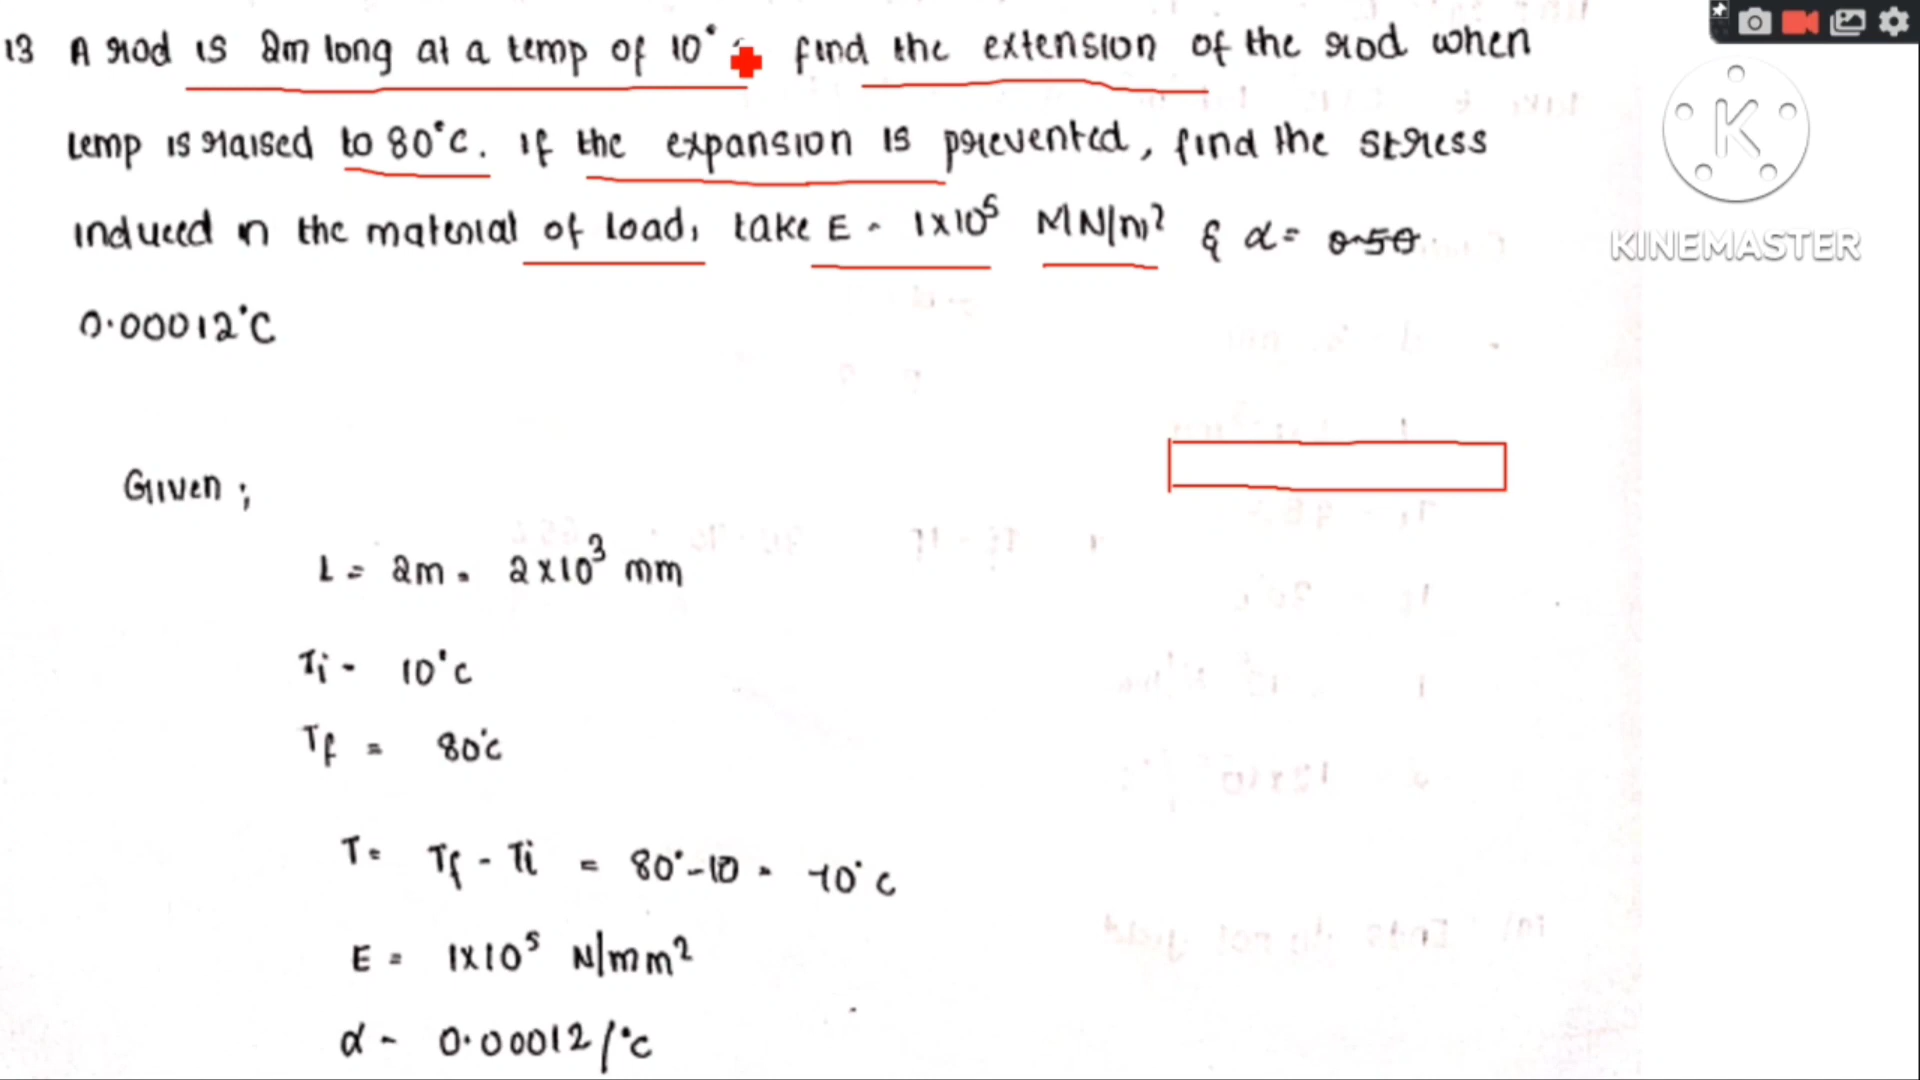 13 A rod is 2m long at a temp of 10° find the extension of the rod when
temp is raised to 80°C. If the expansion is prevented, find the stress
induced in the material of load, take E = 1x10⁵ MN/m² & α = 0.50
0.00012°C
Given;
L = 2m = 2x10³ mm
Ti = 10°C
Tf = 80°C
T = Tf - Ti = 80° - 10 = 70°C
E = 1x10⁵ N/mm²
α = 0.00012/°C
K
KINEMASTER